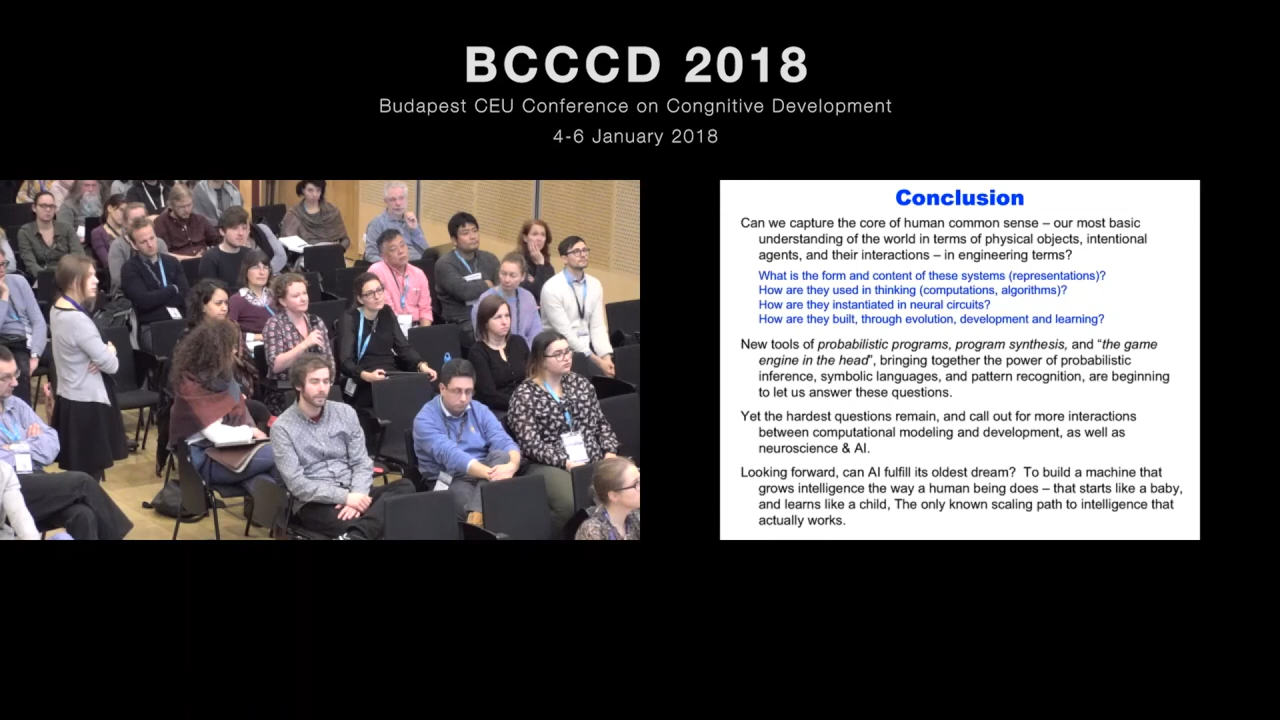 BCCCD 2018
Budapest CEU Conference on Congnitive Development
4-6 January 2018
Conclusion
Can we capture the core of human common sense – our most basic
understanding of the world in terms of physical objects, intentional
agents, and their interactions – in engineering terms?
What is the form and content of these systems (representations)?
How are they used in thinking (computations, algorithms)?
How are they instantiated in neural circuits?
How are they built, through evolution, development and learning?
New tools of probabilistic programs, program synthesis, and “the game
engine in the head”, bringing together the power of probabilistic
inference, symbolic languages, and pattern recognition, are beginning
to let us answer these questions.
Yet the hardest questions remain, and call out for more interactions
between computational modeling and development, as well as
neuroscience & AI.
Looking forward, can AI fulfill its oldest dream? To build a machine that
grows intelligence the way a human being does – that starts like a baby,
and learns like a child, The only known scaling path to intelligence that
actually works.